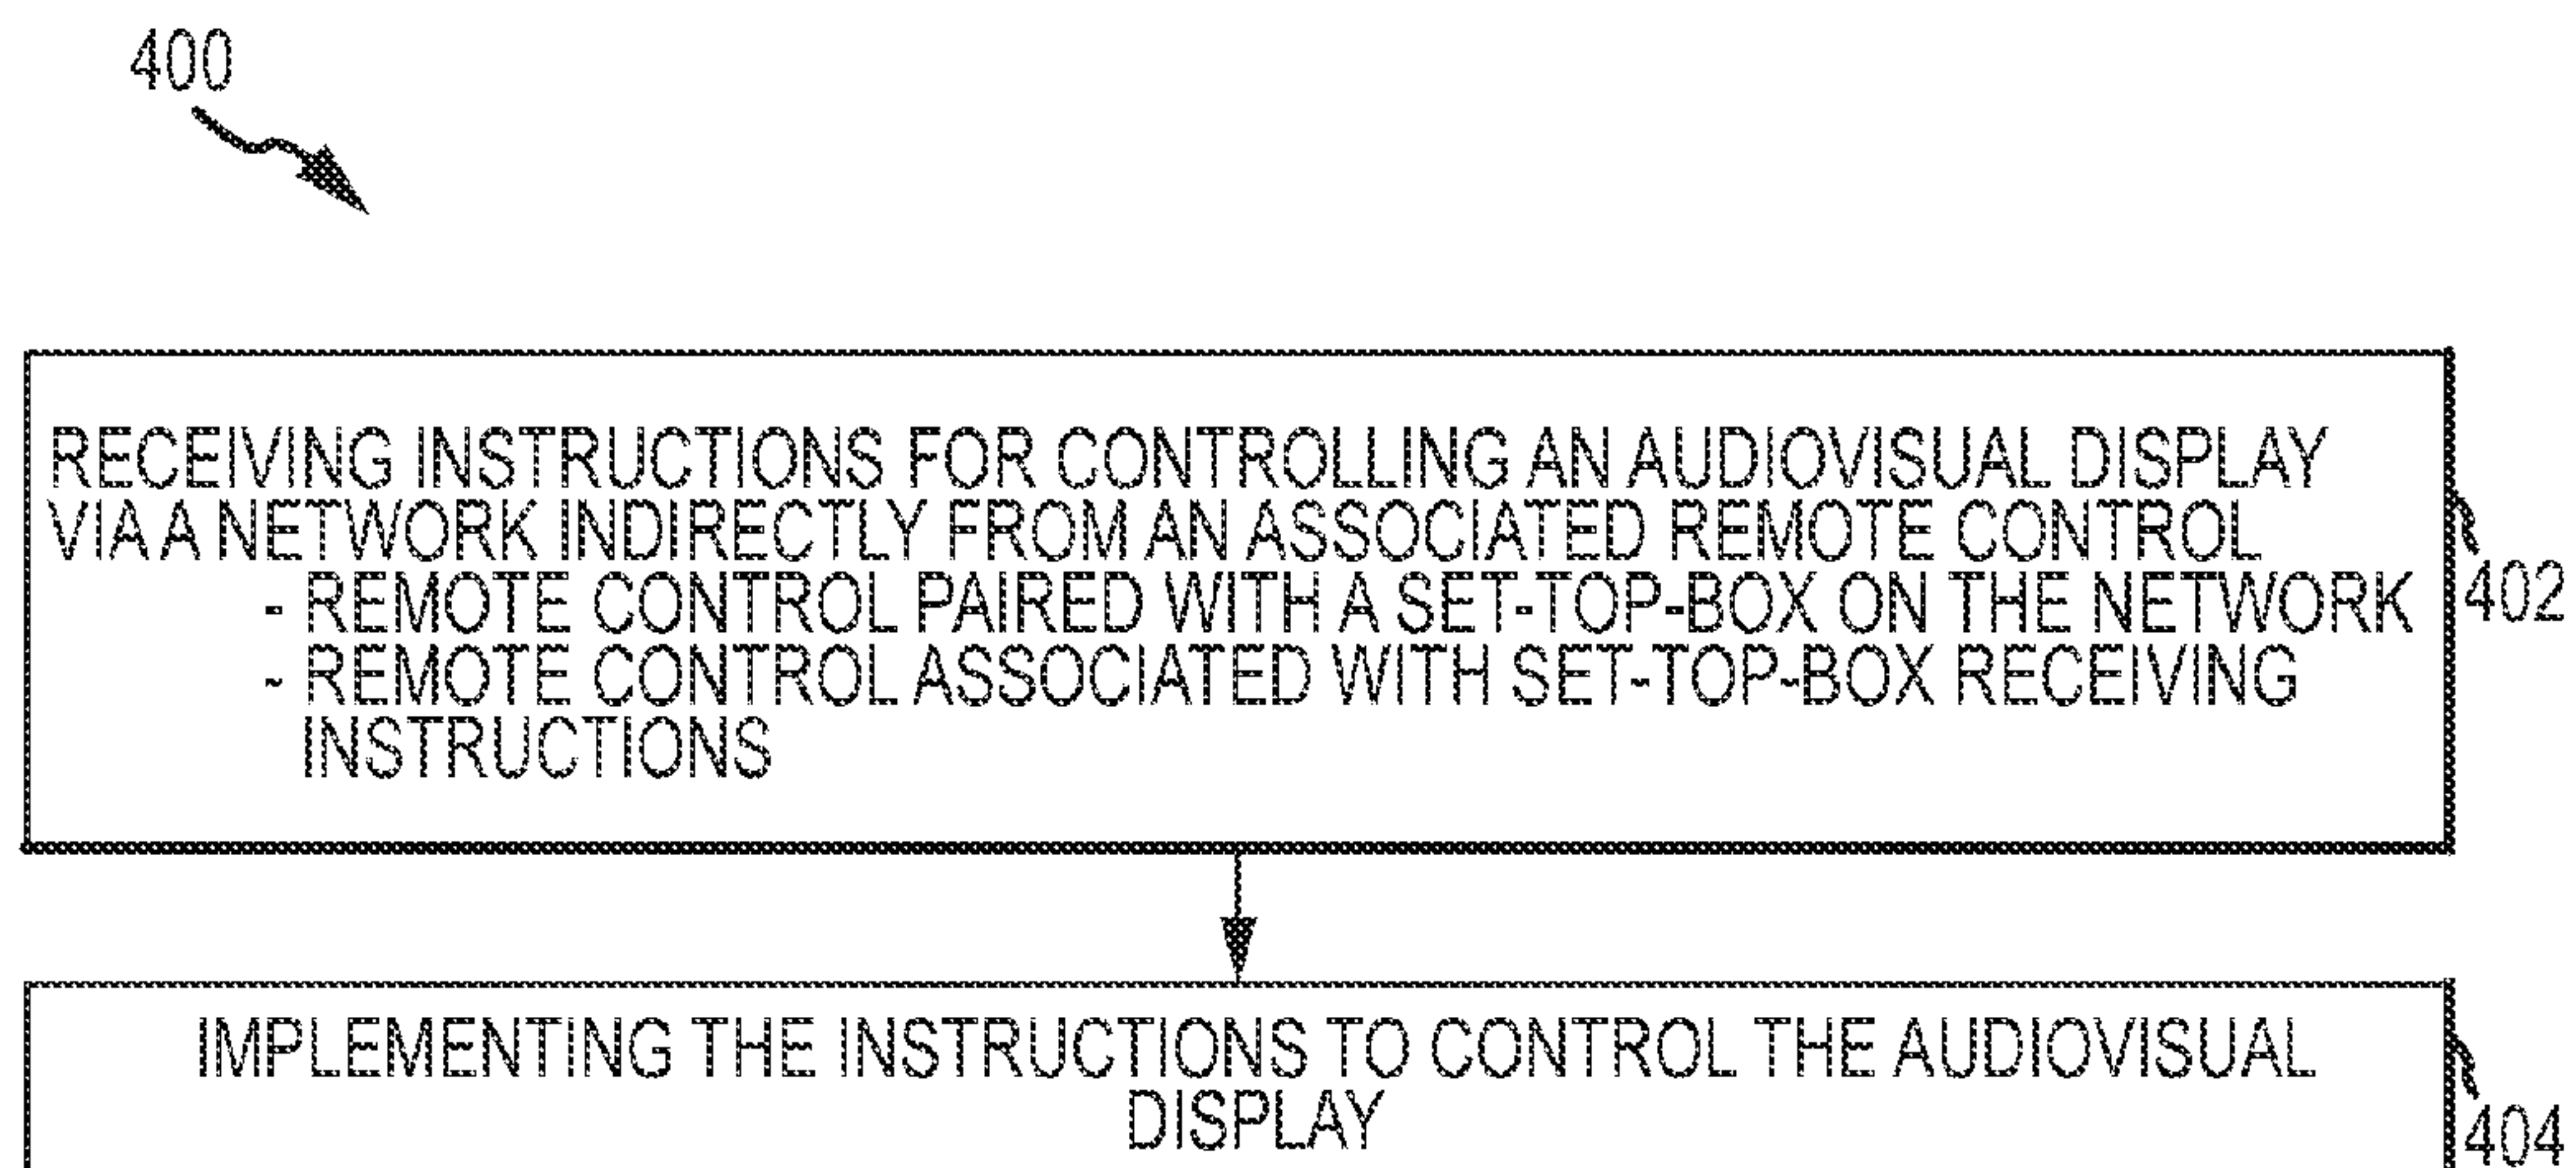 400
RECEIVING INSTRUCTIONS FOR CONTROLLING AN AUDIOVISUAL DISPLAY
VIA A NETWORK INDIRECTLY FROM AN ASSOCIATED REMOTE CONTROL
- REMOTE CONTROL PAIRED WITH A SET-TOP-BOX ON THE NETWORK
- REMOTE CONTROL ASSOCIATED WITH SET-TOP-BOX RECEIVING
INSTRUCTIONS
402
IMPLEMENTING THE INSTRUCTIONS TO CONTROL THE AUDIOVISUAL
DISPLAY
404